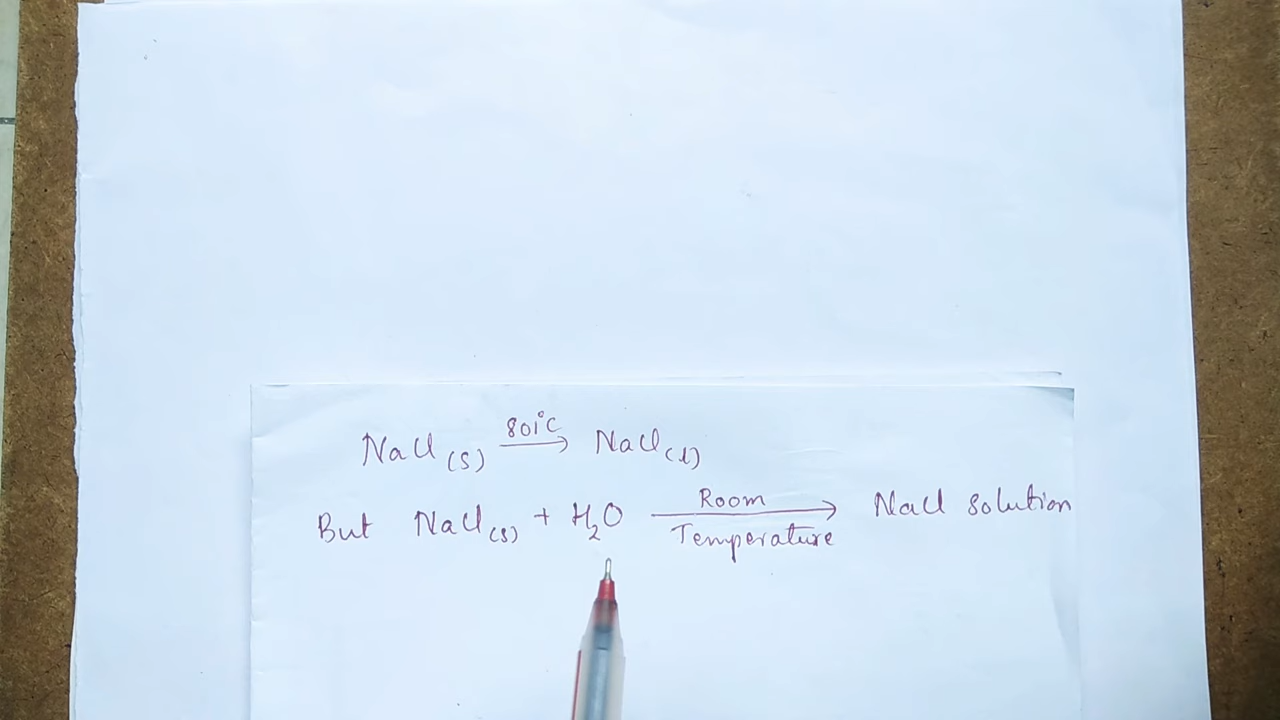 NaCl (s) 801°C → NaCl (l)
But NaCl (s) + H₂O Room Temperature → NaCl solution